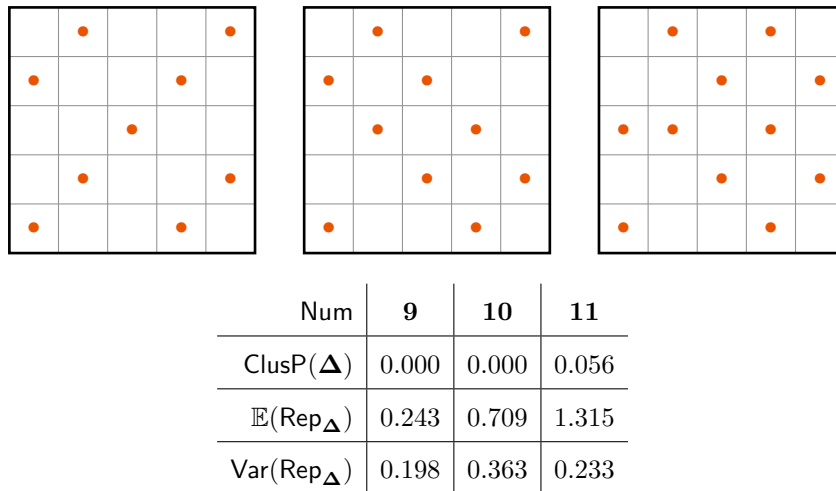 Num 9 10 11
ClusP(Δ) 0.000 0.000 0.056
𝔼(Rep_Δ) 0.243 0.709 1.315
Var(Rep_Δ) 0.198 0.363 0.233